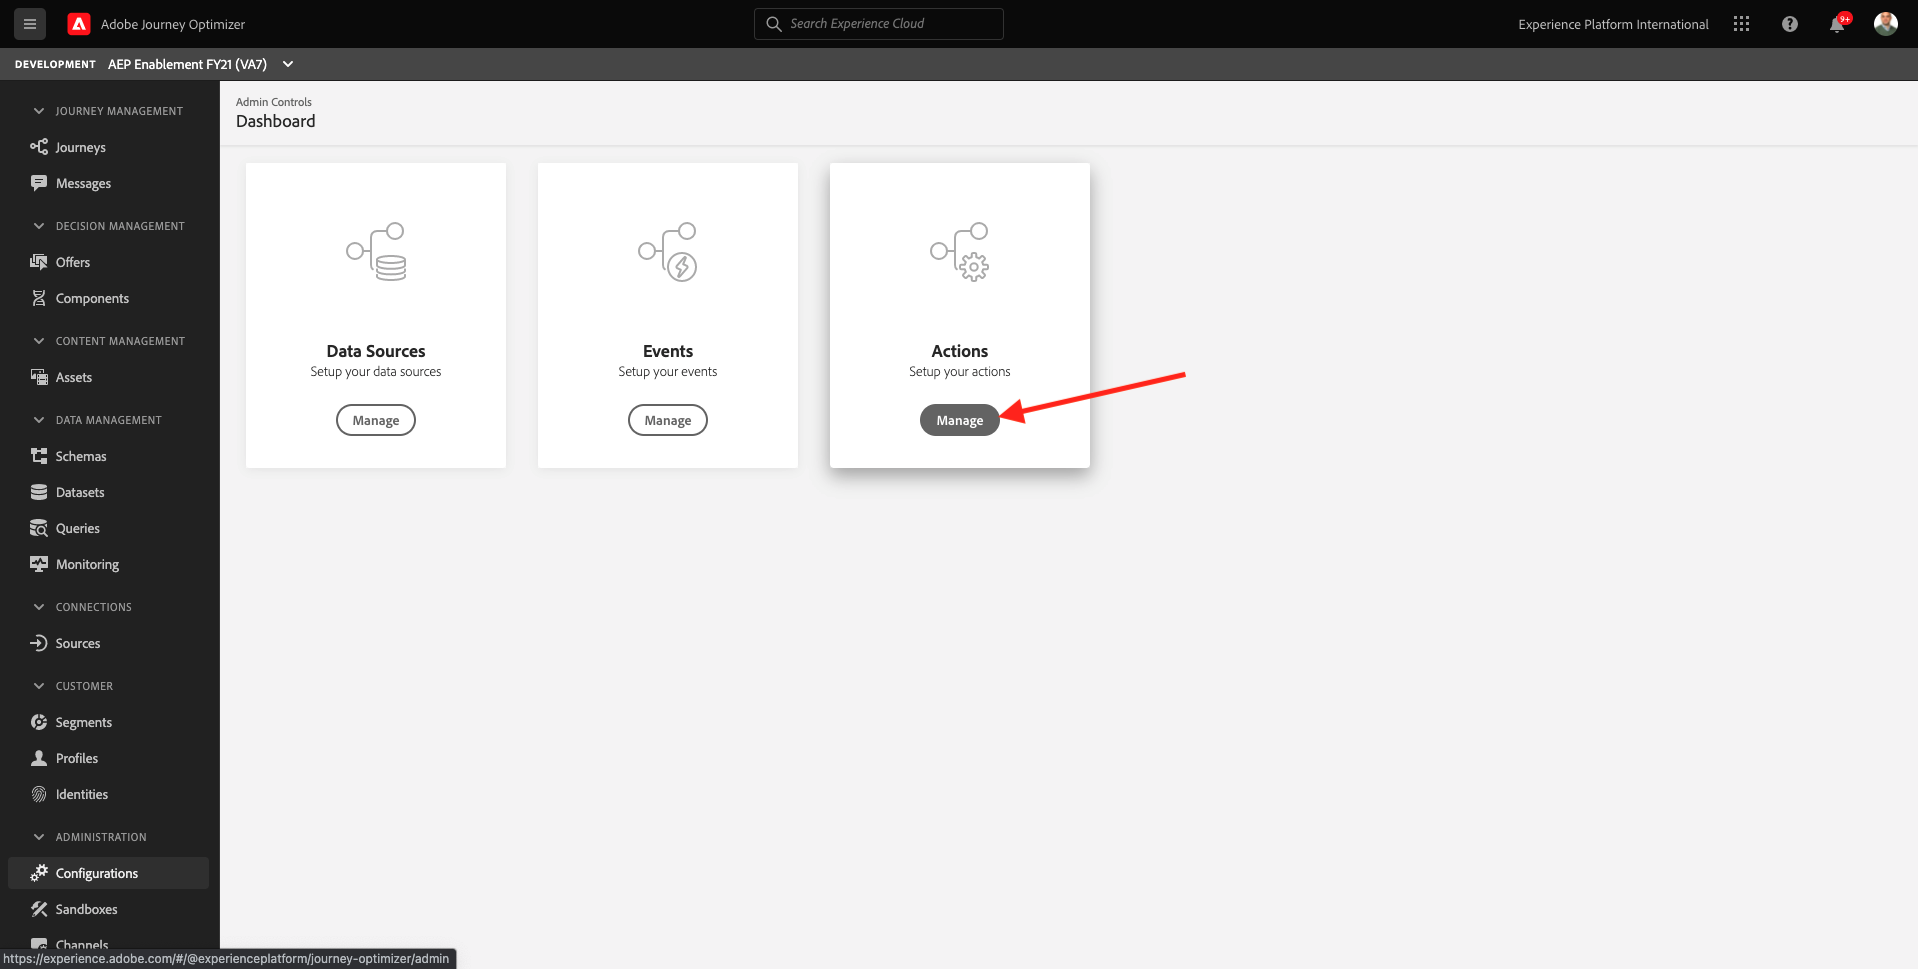 Adobe Journey Optimizer
Search Experience Cloud
Experience Platform International
9+
DEVELOPMENT AEP Enablement FY21 (VA7)
JOURNEY MANAGEMENT
Journeys
Messages
DECISION MANAGEMENT
Offers
Components
CONTENT MANAGEMENT
Assets
DATA MANAGEMENT
Schemas
Datasets
Queries
Monitoring
CONNECTIONS
Sources
CUSTOMER
Segments
Profiles
Identities
ADMINISTRATION
Configurations
Sandboxes
Channels
Admin Controls
Dashboard
Data Sources
Setup your data sources
Manage
Events
Setup your events
Manage
Actions
Setup your actions
Manage
https://experience.adobe.com/#/@experienceplatform/journey-optimizer/admin